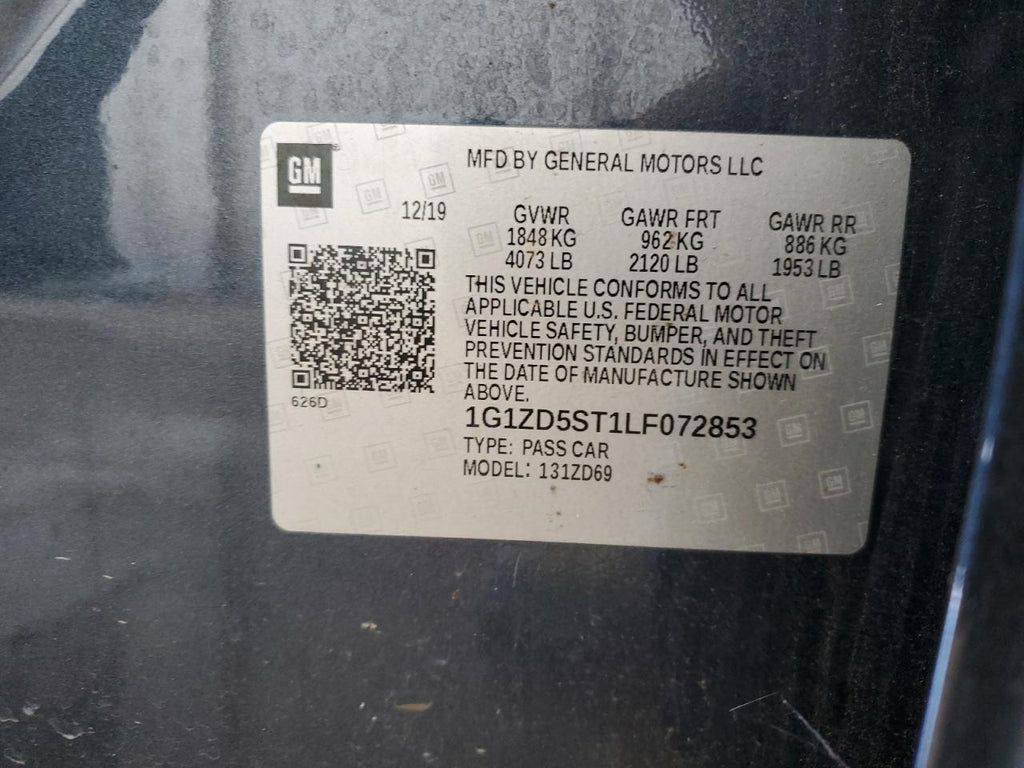 GM
MFD BY GENERAL MOTORS LLC
12/19
GVWR GAWR FRT GAWR RR
1848 KG 962 KG 886 KG
4073 LB 2120 LB 1953 LB
THIS VEHICLE CONFORMS TO ALL
APPLICABLE U.S. FEDERAL MOTOR
VEHICLE SAFETY, BUMPER, AND THEFT
PREVENTION STANDARDS IN EFFECT ON
THE DATE OF MANUFACTURE SHOWN
ABOVE.
626D
1G1ZD5ST1LF072853
TYPE: PASS CAR
MODEL: 131ZD69